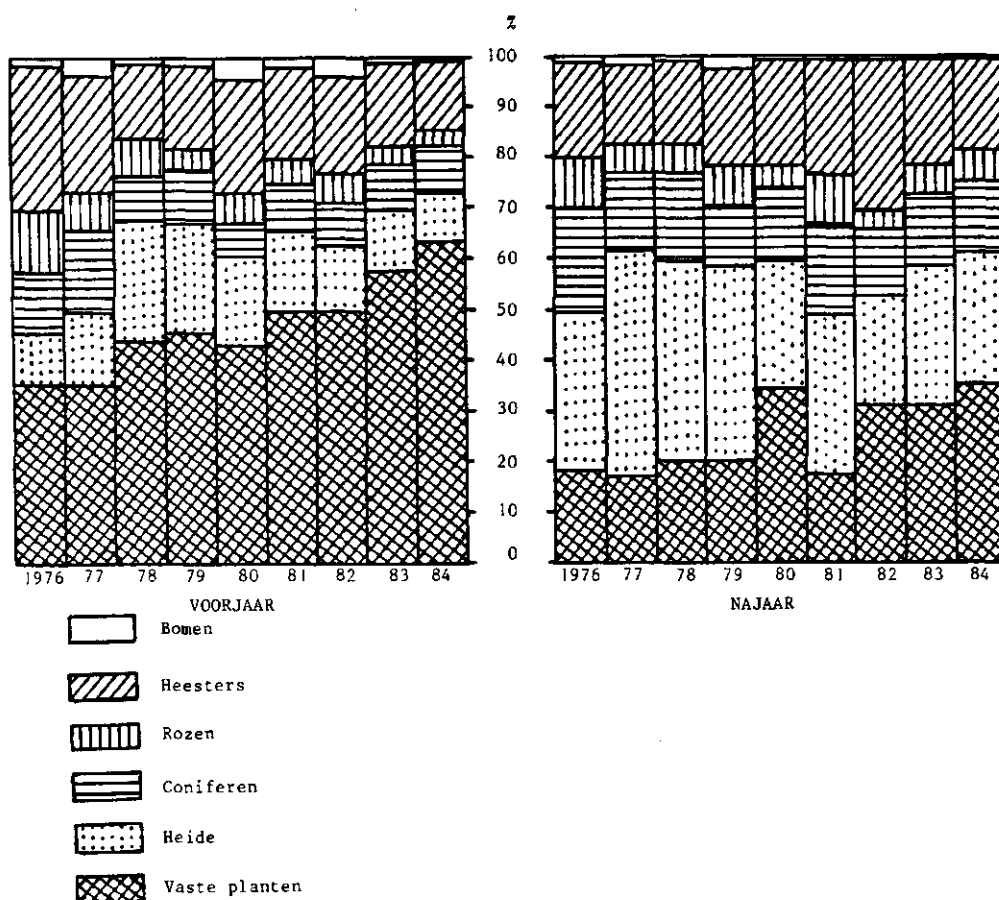 %
100
90
80
70
60
50
40
30
20
10
0
1976 77 78 79 80 81 82 83 84
VOORJAAR
1976 77 78 79 80 81 82 83 84
NAJAAR
Bomen
Heesters
Rozen
Coniferen
Heide
Vaste planten